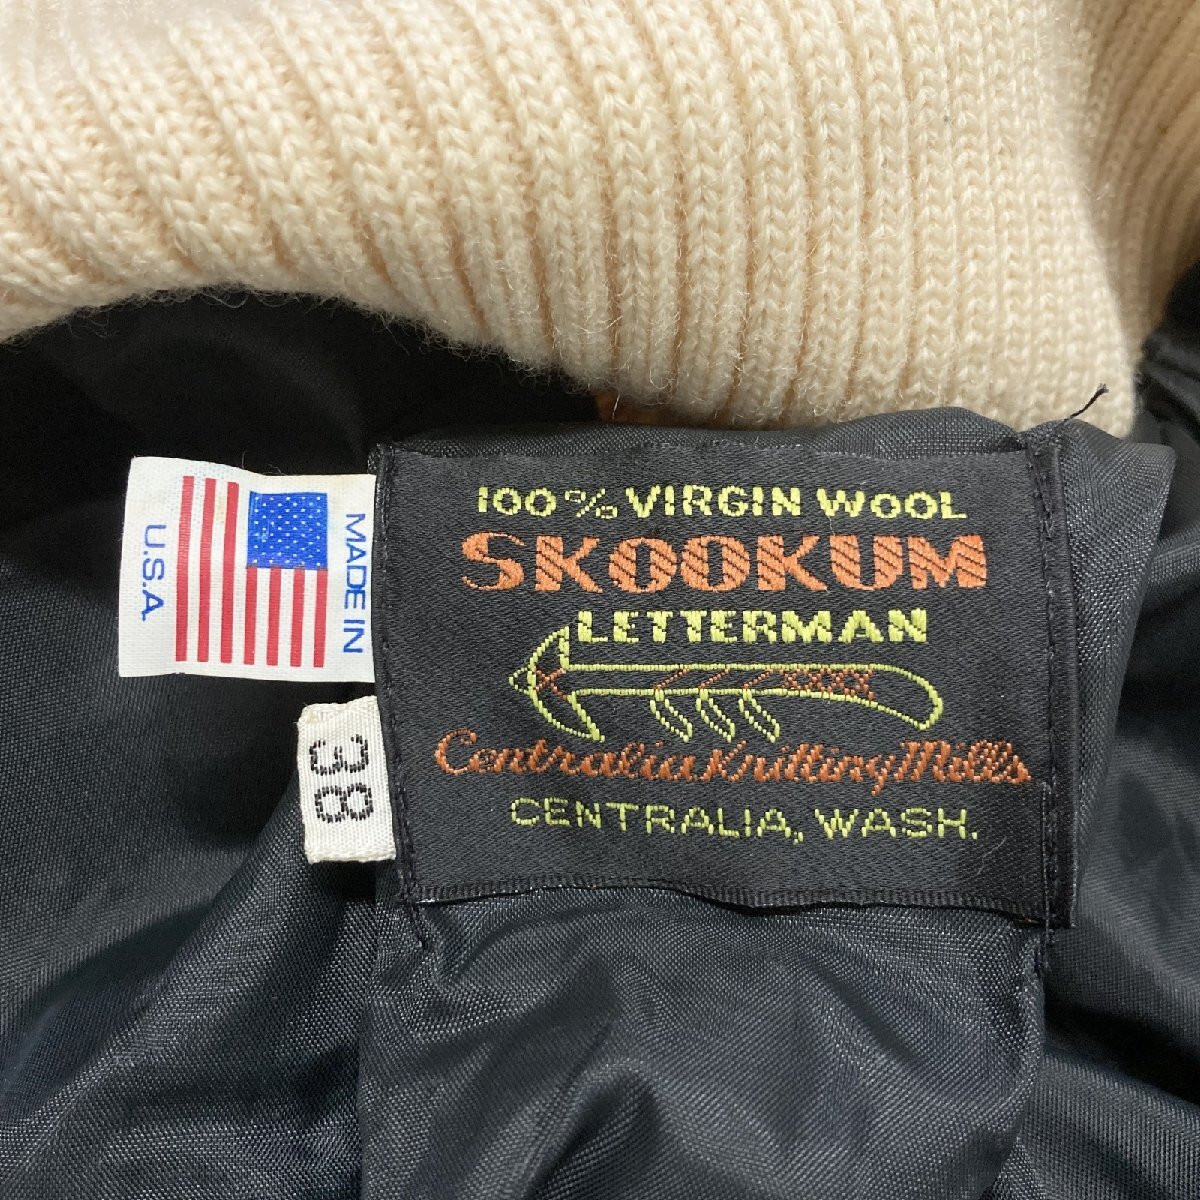 100% VIRGIN WOOL
SKOOKUM
LETTERMAN
Centralia Knitting Mills
CENTRALIA, WASH.
MADE IN
U.S.A.
38